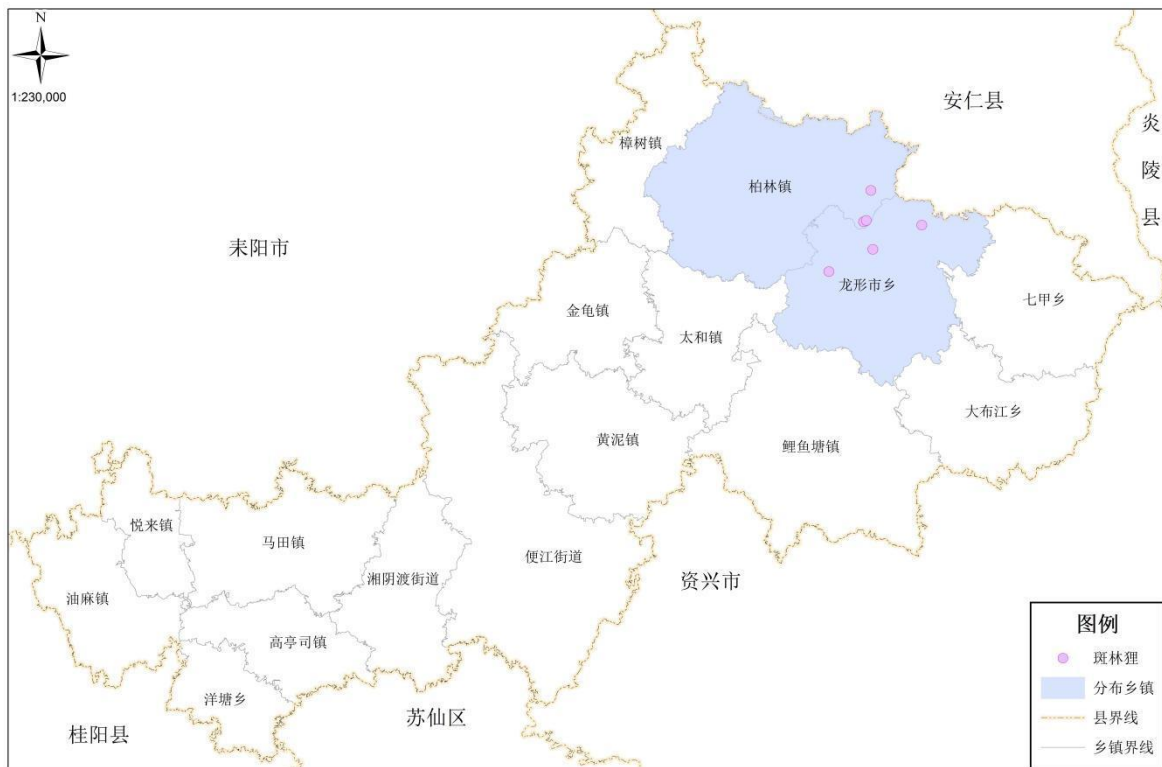 N
1:230,000
安仁县
炎
陵
县
樟树镇
柏林镇
耒阳市
龙形市乡
七甲乡
金龟镇
太和镇
大布江乡
黄泥镇
鲤鱼塘镇
悦来镇
马田镇
便江街道
湘阴渡街道
资兴市
油麻镇
高亭司镇
洋塘乡
苏仙区
桂阳县
图例
斑林狸
分布乡镇
县界线
乡镇界线